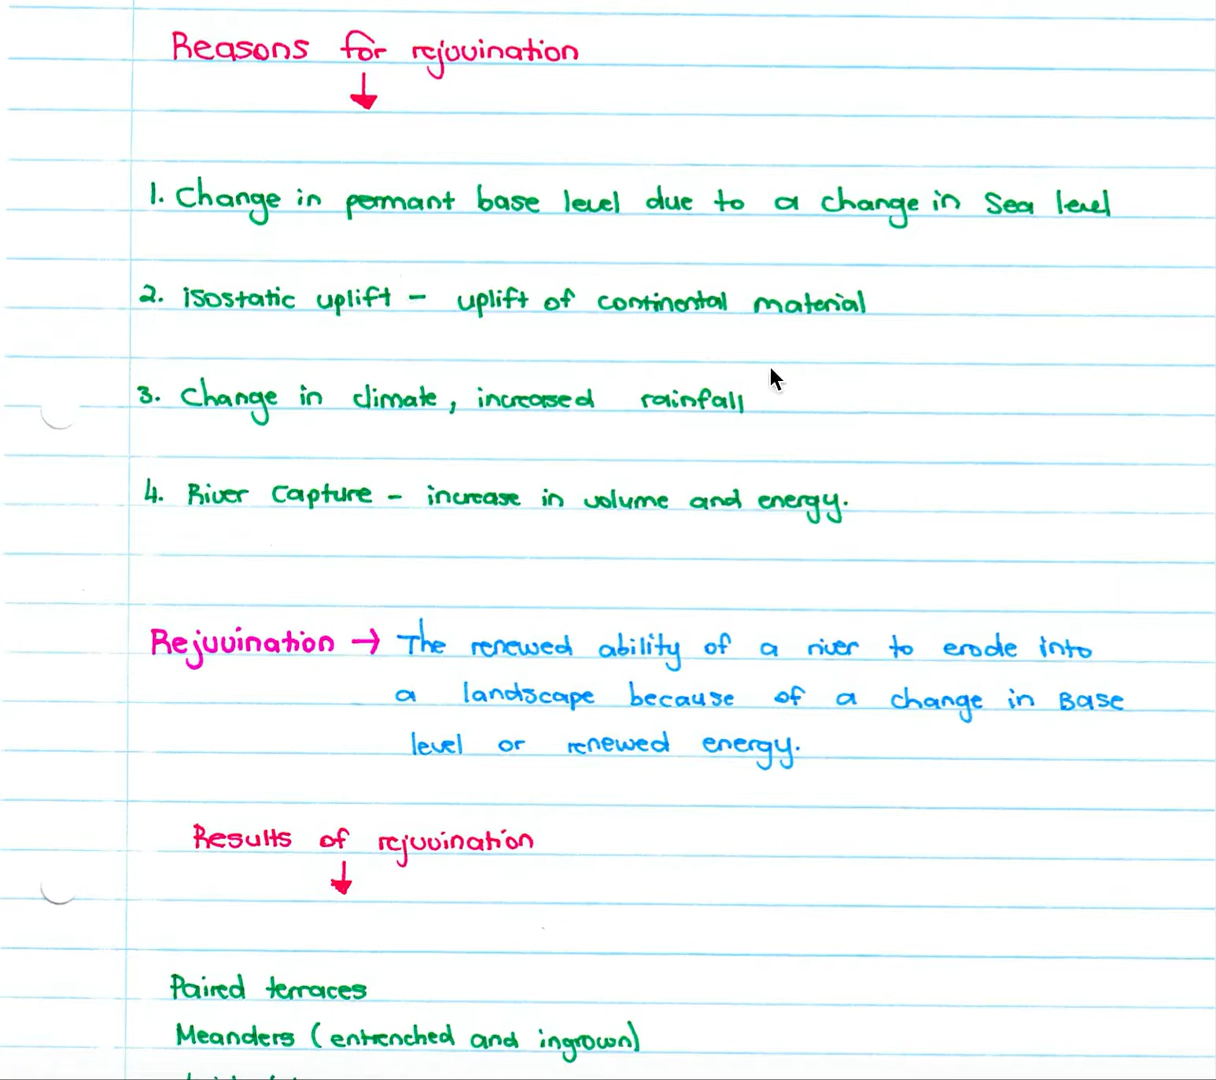 Reasons for rejouination
1. Change in permant base level due to a change in Sea level
2. isostatic uplift - uplift of continental material
3. Change in climate, increased rainfall
4. River Capture - increase in volume and energy.
Rejuvination → The renewed ability of a river to erode into
a landscape because of a change in Base
level or renewed energy.
Results of rejuvination
Paired terraces
Meanders (entrenched and ingrown)